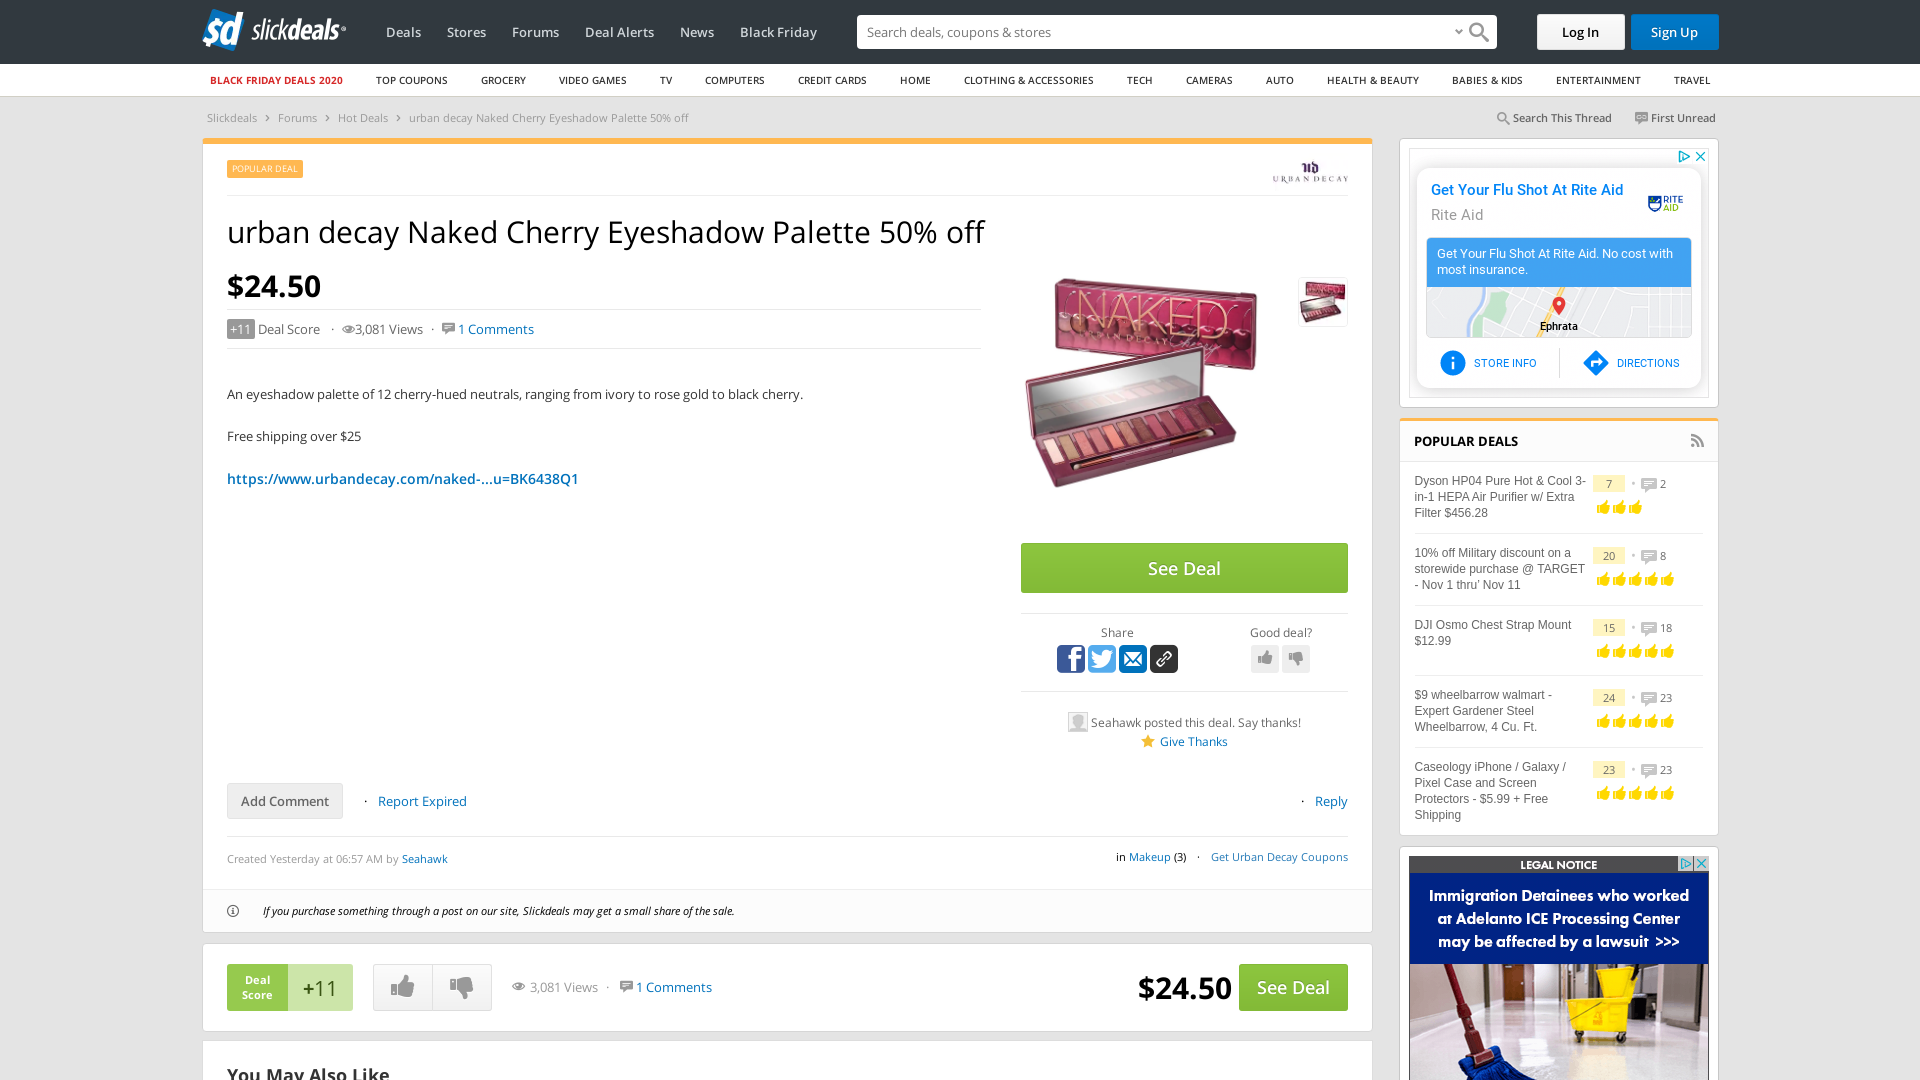 slickdeals
Deals
Stores
Forums
Deal Alerts
News
Black Friday
Search deals, coupons & stores
Log In
Sign Up
BLACK FRIDAY DEALS 2020
TOP COUPONS
GROCERY
VIDEO GAMES
TV
COMPUTERS
CREDIT CARDS
HOME
CLOTHING & ACCESSORIES
TECH
CAMERAS
AUTO
HEALTH & BEAUTY
BABIES & KIDS
ENTERTAINMENT
TRAVEL
Slickdeals › Forums › Hot Deals › urban decay Naked Cherry Eyeshadow Palette 50% off
Search This Thread
First Unread
POPULAR DEAL
URBAN DECAY
urban decay Naked Cherry Eyeshadow Palette 50% off
$24.50
+11 Deal Score · 3,081 Views · 1 Comments
An eyeshadow palette of 12 cherry-hued neutrals, ranging from ivory to rose gold to black cherry.
Free shipping over $25
https://www.urbandecay.com/naked-...u=BK6438Q1
NAKED
URBAN DECAY Cherry
See Deal
Share
Good deal?
Seahawk posted this deal. Say thanks!
Give Thanks
Add Comment
· Report Expired
· Reply
Created Yesterday at 06:57 AM by Seahawk
in Makeup (3) · Get Urban Decay Coupons
If you purchase something through a post on our site, Slickdeals may get a small share of the sale.
Deal
Score
+11
3,081 Views · 1 Comments
$24.50
See Deal
You May Also Like
Get Your Flu Shot At Rite Aid
Rite Aid
RITE
AID
Get Your Flu Shot At Rite Aid. No cost with
most insurance.
Ephrata
STORE INFO
DIRECTIONS
POPULAR DEALS
Dyson HP04 Pure Hot & Cool 3-
in-1 HEPA Air Purifier w/ Extra
Filter $456.28
7 • 2
10% off Military discount on a
storewide purchase @ TARGET
- Nov 1 thru' Nov 11
20 • 8
DJI Osmo Chest Strap Mount
$12.99
15 • 18
$9 wheelbarrow walmart -
Expert Gardener Steel
Wheelbarrow, 4 Cu. Ft.
24 • 23
Caseology iPhone / Galaxy /
Pixel Case and Screen
Protectors - $5.99 + Free
Shipping
23 • 23
LEGAL NOTICE
Immigration Detainees who worked
at Adelanto ICE Processing Center
may be affected by a lawsuit >>>